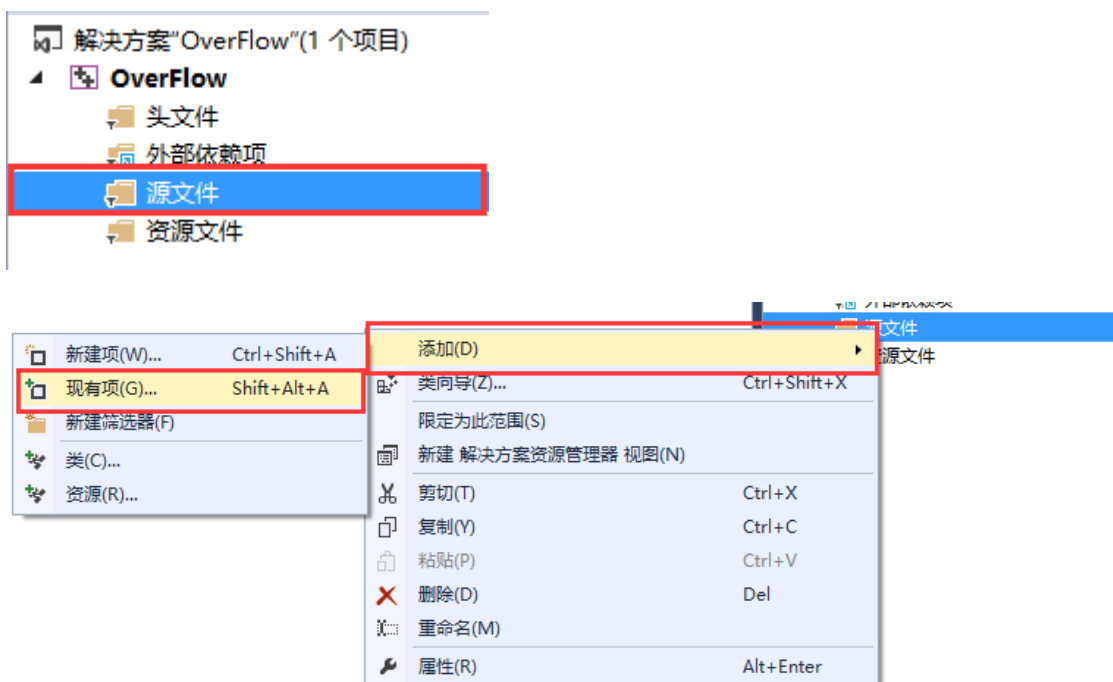 解决方案"OverFlow"(1 个项目)
OverFlow
头文件
外部依赖项
源文件
资源文件
外部依赖项
源文件
资源文件
新建项(W)... Ctrl+Shift+A
现有项(G)... Shift+Alt+A
新建筛选器(F)
类(C)...
资源(R)...
添加(D)
类向导(Z)... Ctrl+Shift+X
限定为此范围(S)
新建 解决方案资源管理器 视图(N)
剪切(T) Ctrl+X
复制(Y) Ctrl+C
粘贴(P) Ctrl+V
删除(D) Del
重命名(M)
属性(R) Alt+Enter